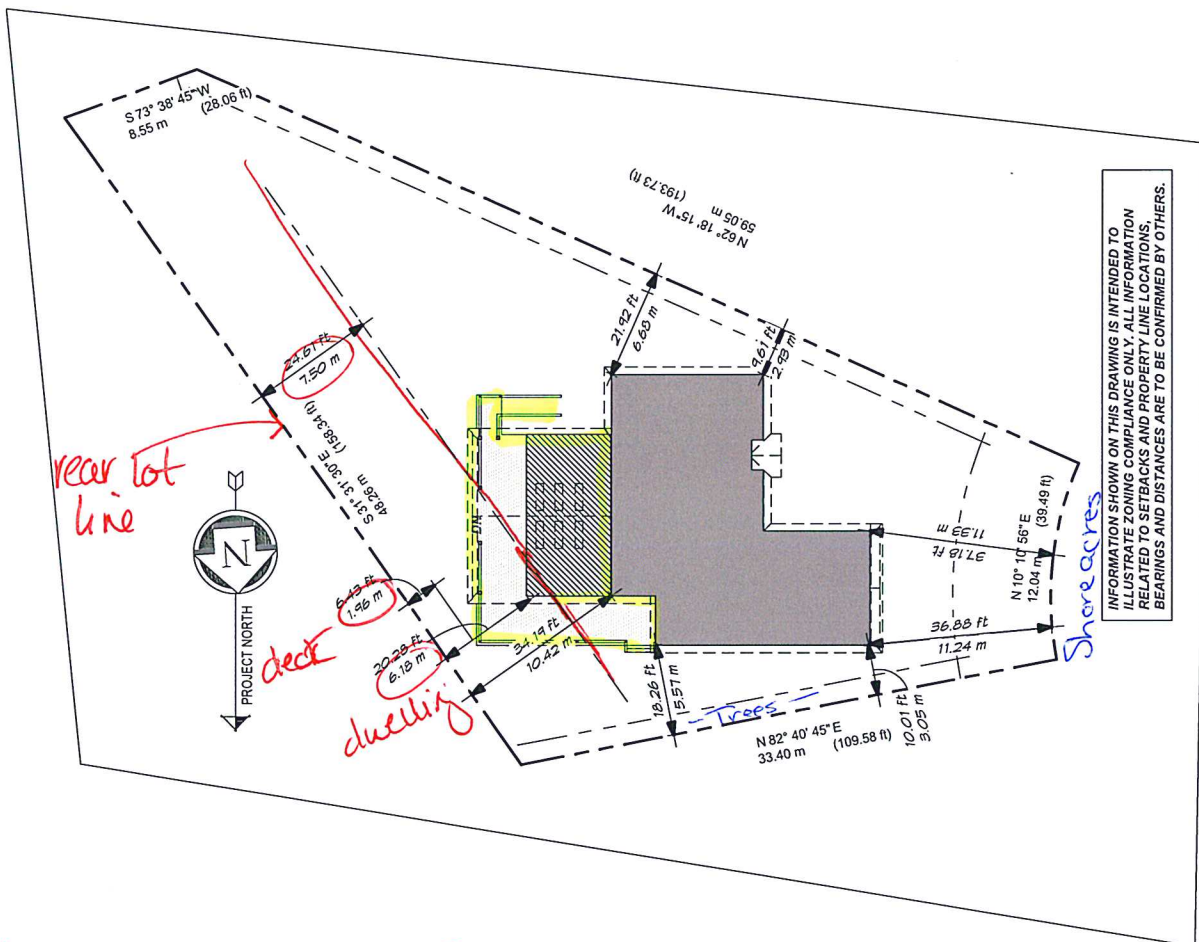 S 73° 38' 45" W
8.55 m (28.06 ft)
N 62° 18' 15" W
59.05 m
(193.73 ft)
INFORMATION SHOWN ON THIS DRAWING IS INTENDED TO
ILLUSTRATE ZONING COMPLIANCE ONLY. ALL INFORMATION
RELATED TO SETBACKS AND PROPERTY LINE LOCATIONS,
BEARINGS AND DISTANCES ARE TO BE CONFIRMED BY OTHERS.
21.92 ft
6.68 m
9.61 ft
2.93 m
24.61 ft
7.50 m
S 31° 31' 30" E
48.26 m (158.34 ft)
rear lot
line
N
PROJECT NORTH
DN
6.43 ft
1.96 m
deck
20.28 ft
6.18 m
dwelling
34.19 ft
10.42 m
18.26 ft
5.57 m
- Trees -
N 82° 40' 45" E
33.40 m (109.58 ft)
10.01 ft
3.05 m
37.18 ft
11.33 m
36.88 ft
11.24 m
N 10° 10' 56" E
12.04 m (39.49 ft)
Shoreacres